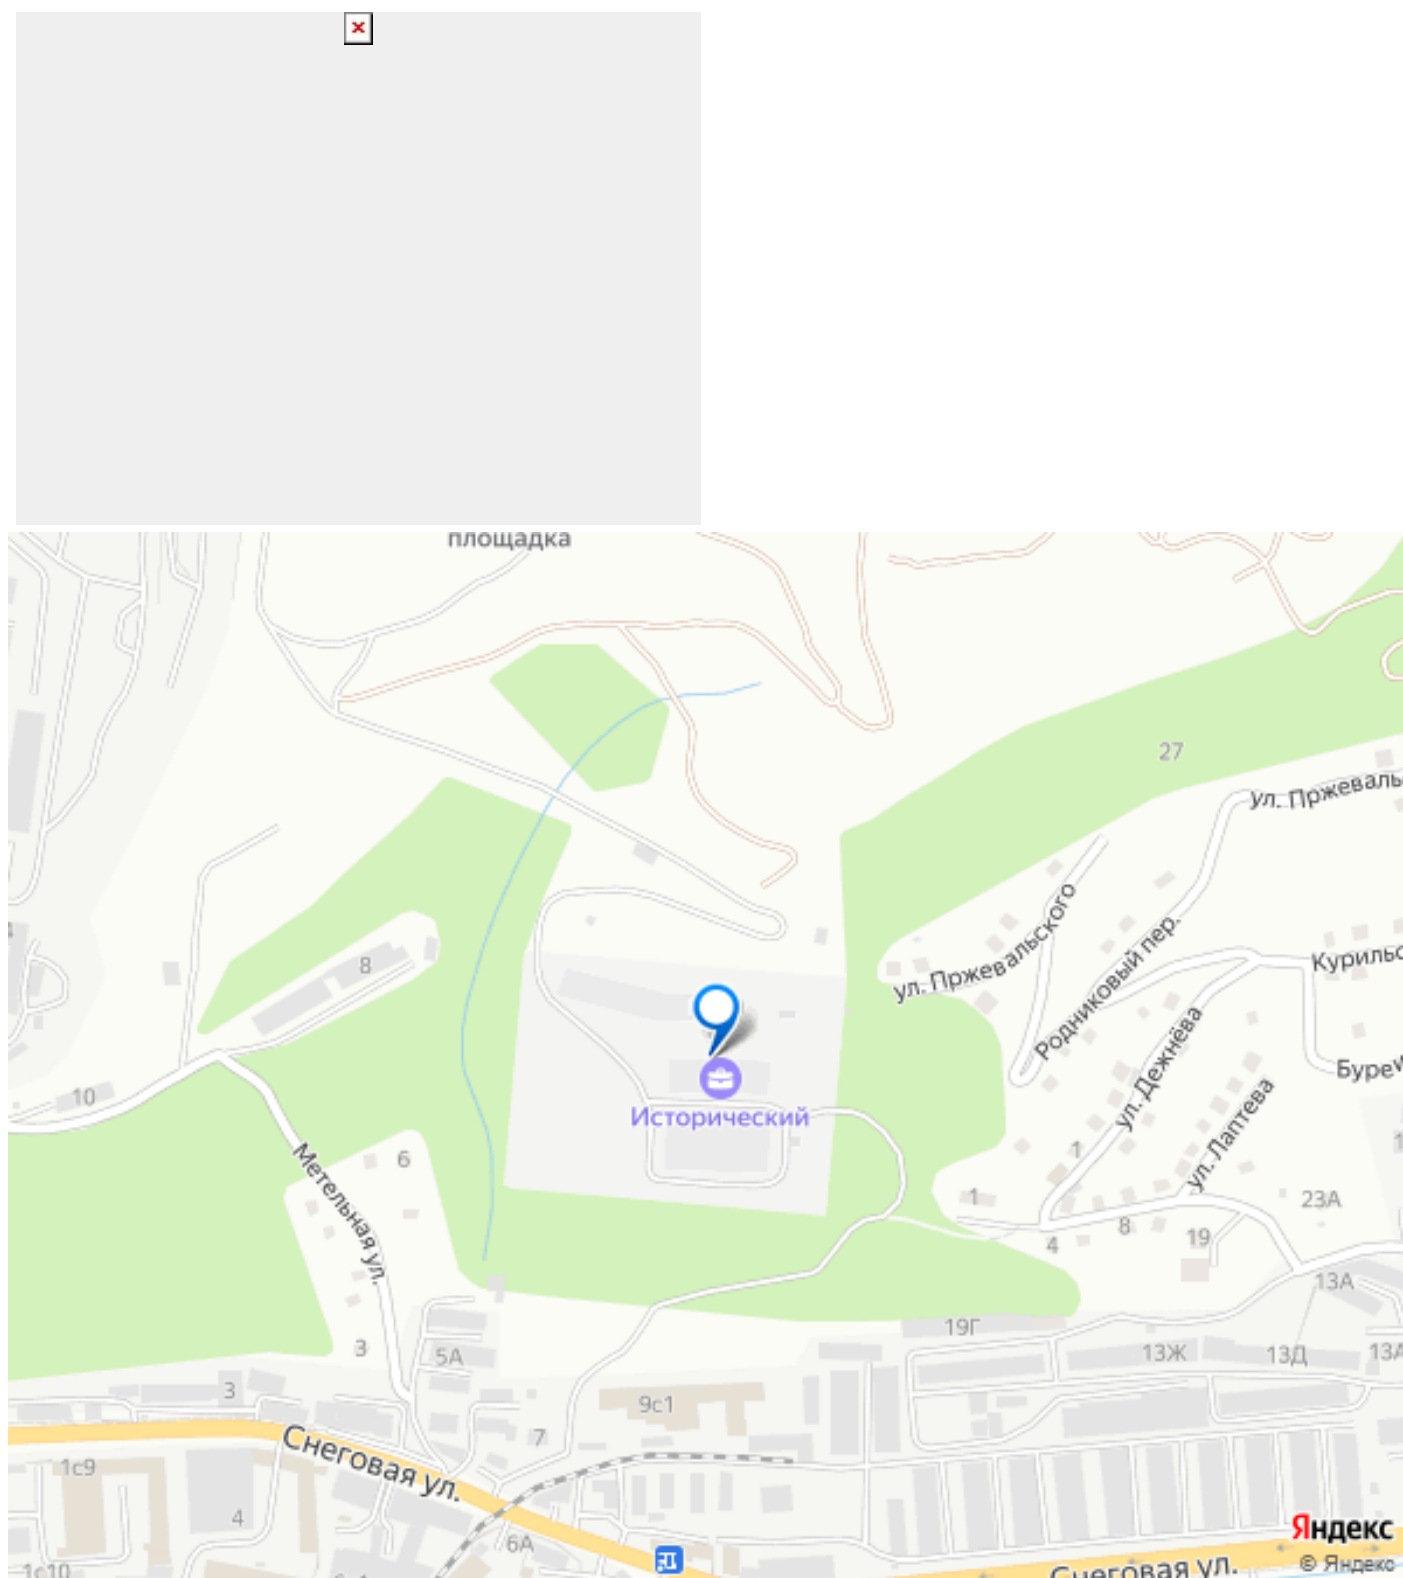 площадка
27
ул. Пржеваль
ул. Пржевальского
Родниковый пер.
Курильс
8
ул. Дежнёва
Буреи
10
ул. Лаптева
Исторический
Метельная ул.
6
1
1
23А
8
4
19
13А
19Г
3
5А
13Ж
13Д
13А
3
9с1
7
Снеговая ул.
1с9
4
6А
Яндекс
1с10
Снеговая ул.
© Яндекс